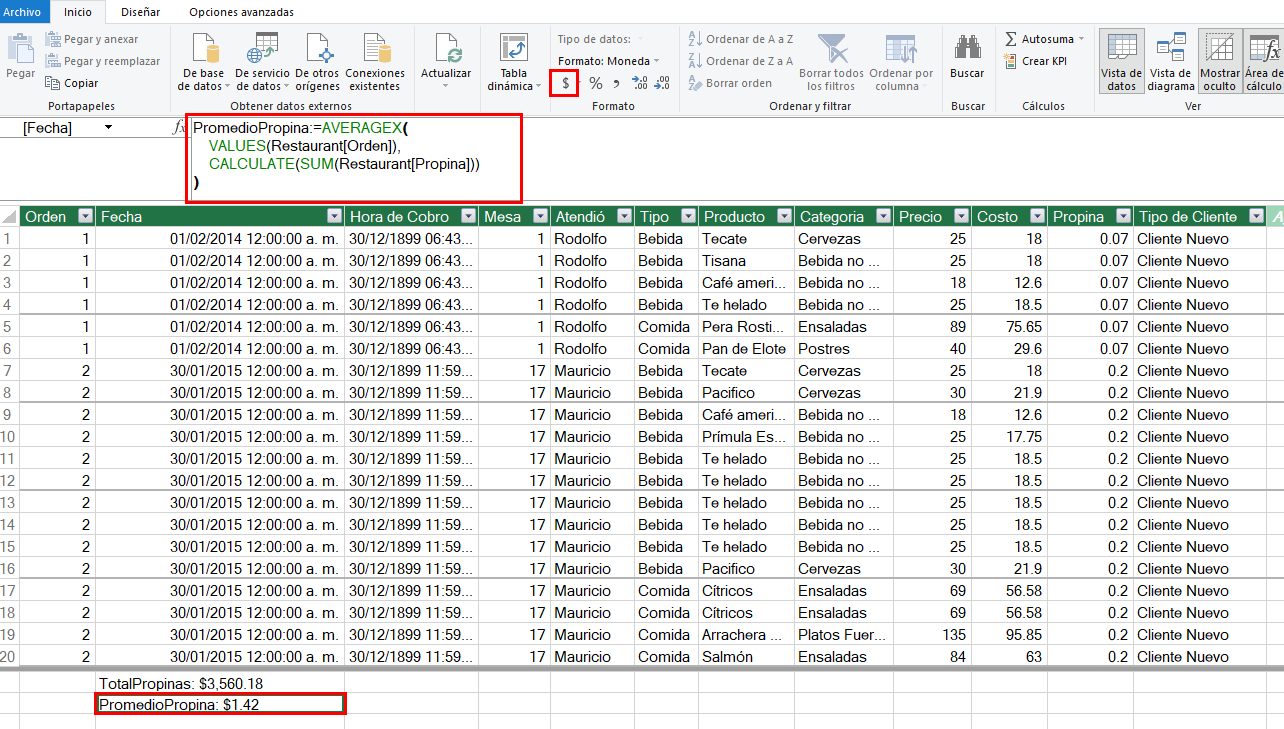 Archivo Inicio Diseñar Opciones avanzadas
Pegar
Pegar y anexar
Pegar y reemplazar
Copiar
Portapapeles
De base de datos
De servicio de datos
De otros orígenes
Conexiones existentes
Obtener datos externos
Actualizar
Tabla dinámica
Tipo de datos:
Formato: Moneda
$ % , .00 .00
Formato
Ordenar de A a Z
Ordenar de Z a A
Borrar orden
Borrar todos los filtros
Ordenar por columna
Ordenar y filtrar
Buscar
Buscar
Σ Autosuma
Crear KPI
Cálculos
Vista de datos
Vista de diagrama
Mostrar oculto
Área de cálculo
Ver
[Fecha] fx PromedioPropina:=AVERAGEX(
VALUES(Restaurant[Orden]),
CALCULATE(SUM(Restaurant[Propina]))
)
Orden Fecha Hora de Cobro Mesa Atendió Tipo Producto Categoria Precio Costo Propina Tipo de Cliente
1 1 01/02/2014 12:00:00 a. m. 30/12/1899 06:43... 1 Rodolfo Bebida Tecate Cervezas 25 18 0.07 Cliente Nuevo
2 1 01/02/2014 12:00:00 a. m. 30/12/1899 06:43... 1 Rodolfo Bebida Tisana Bebida no ... 25 18 0.07 Cliente Nuevo
3 1 01/02/2014 12:00:00 a. m. 30/12/1899 06:43... 1 Rodolfo Bebida Café ameri... Bebida no ... 18 12.6 0.07 Cliente Nuevo
4 1 01/02/2014 12:00:00 a. m. 30/12/1899 06:43... 1 Rodolfo Bebida Te helado Bebida no ... 25 18.5 0.07 Cliente Nuevo
5 1 01/02/2014 12:00:00 a. m. 30/12/1899 06:43... 1 Rodolfo Comida Pera Rosti... Ensaladas 89 75.65 0.07 Cliente Nuevo
6 1 01/02/2014 12:00:00 a. m. 30/12/1899 06:43... 1 Rodolfo Comida Pan de Elote Postres 40 29.6 0.07 Cliente Nuevo
7 2 30/01/2015 12:00:00 a. m. 30/12/1899 11:59... 17 Mauricio Bebida Tecate Cervezas 25 18 0.2 Cliente Nuevo
8 2 30/01/2015 12:00:00 a. m. 30/12/1899 11:59... 17 Mauricio Bebida Pacifico Cervezas 30 21.9 0.2 Cliente Nuevo
9 2 30/01/2015 12:00:00 a. m. 30/12/1899 11:59... 17 Mauricio Bebida Café ameri... Bebida no ... 18 12.6 0.2 Cliente Nuevo
10 2 30/01/2015 12:00:00 a. m. 30/12/1899 11:59... 17 Mauricio Bebida Prímula Es... Bebida no ... 25 17.75 0.2 Cliente Nuevo
11 2 30/01/2015 12:00:00 a. m. 30/12/1899 11:59... 17 Mauricio Bebida Te helado Bebida no ... 25 18.5 0.2 Cliente Nuevo
12 2 30/01/2015 12:00:00 a. m. 30/12/1899 11:59... 17 Mauricio Bebida Te helado Bebida no ... 25 18.5 0.2 Cliente Nuevo
13 2 30/01/2015 12:00:00 a. m. 30/12/1899 11:59... 17 Mauricio Bebida Te helado Bebida no ... 25 18.5 0.2 Cliente Nuevo
14 2 30/01/2015 12:00:00 a. m. 30/12/1899 11:59... 17 Mauricio Bebida Te helado Bebida no ... 25 18.5 0.2 Cliente Nuevo
15 2 30/01/2015 12:00:00 a. m. 30/12/1899 11:59... 17 Mauricio Bebida Te helado Bebida no ... 25 18.5 0.2 Cliente Nuevo
16 2 30/01/2015 12:00:00 a. m. 30/12/1899 11:59... 17 Mauricio Bebida Pacifico Cervezas 30 21.9 0.2 Cliente Nuevo
17 2 30/01/2015 12:00:00 a. m. 30/12/1899 11:59... 17 Mauricio Comida Cítricos Ensaladas 69 56.58 0.2 Cliente Nuevo
18 2 30/01/2015 12:00:00 a. m. 30/12/1899 11:59... 17 Mauricio Comida Cítricos Ensaladas 69 56.58 0.2 Cliente Nuevo
19 2 30/01/2015 12:00:00 a. m. 30/12/1899 11:59... 17 Mauricio Comida Arrachera ... Platos Fuer... 135 95.85 0.2 Cliente Nuevo
20 2 30/01/2015 12:00:00 a. m. 30/12/1899 11:59... 17 Mauricio Comida Salmón Ensaladas 84 63 0.2 Cliente Nuevo
TotalPropinas: $3,560.18
PromedioPropina: $1.42